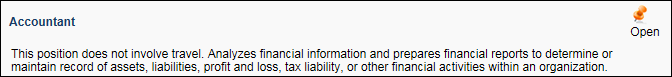 Accountant
Open
This position does not involve travel. Analyzes financial information and prepares financial reports to determine or
maintain record of assets, liabilities, profit and loss, tax liability, or other financial activities within an organization.